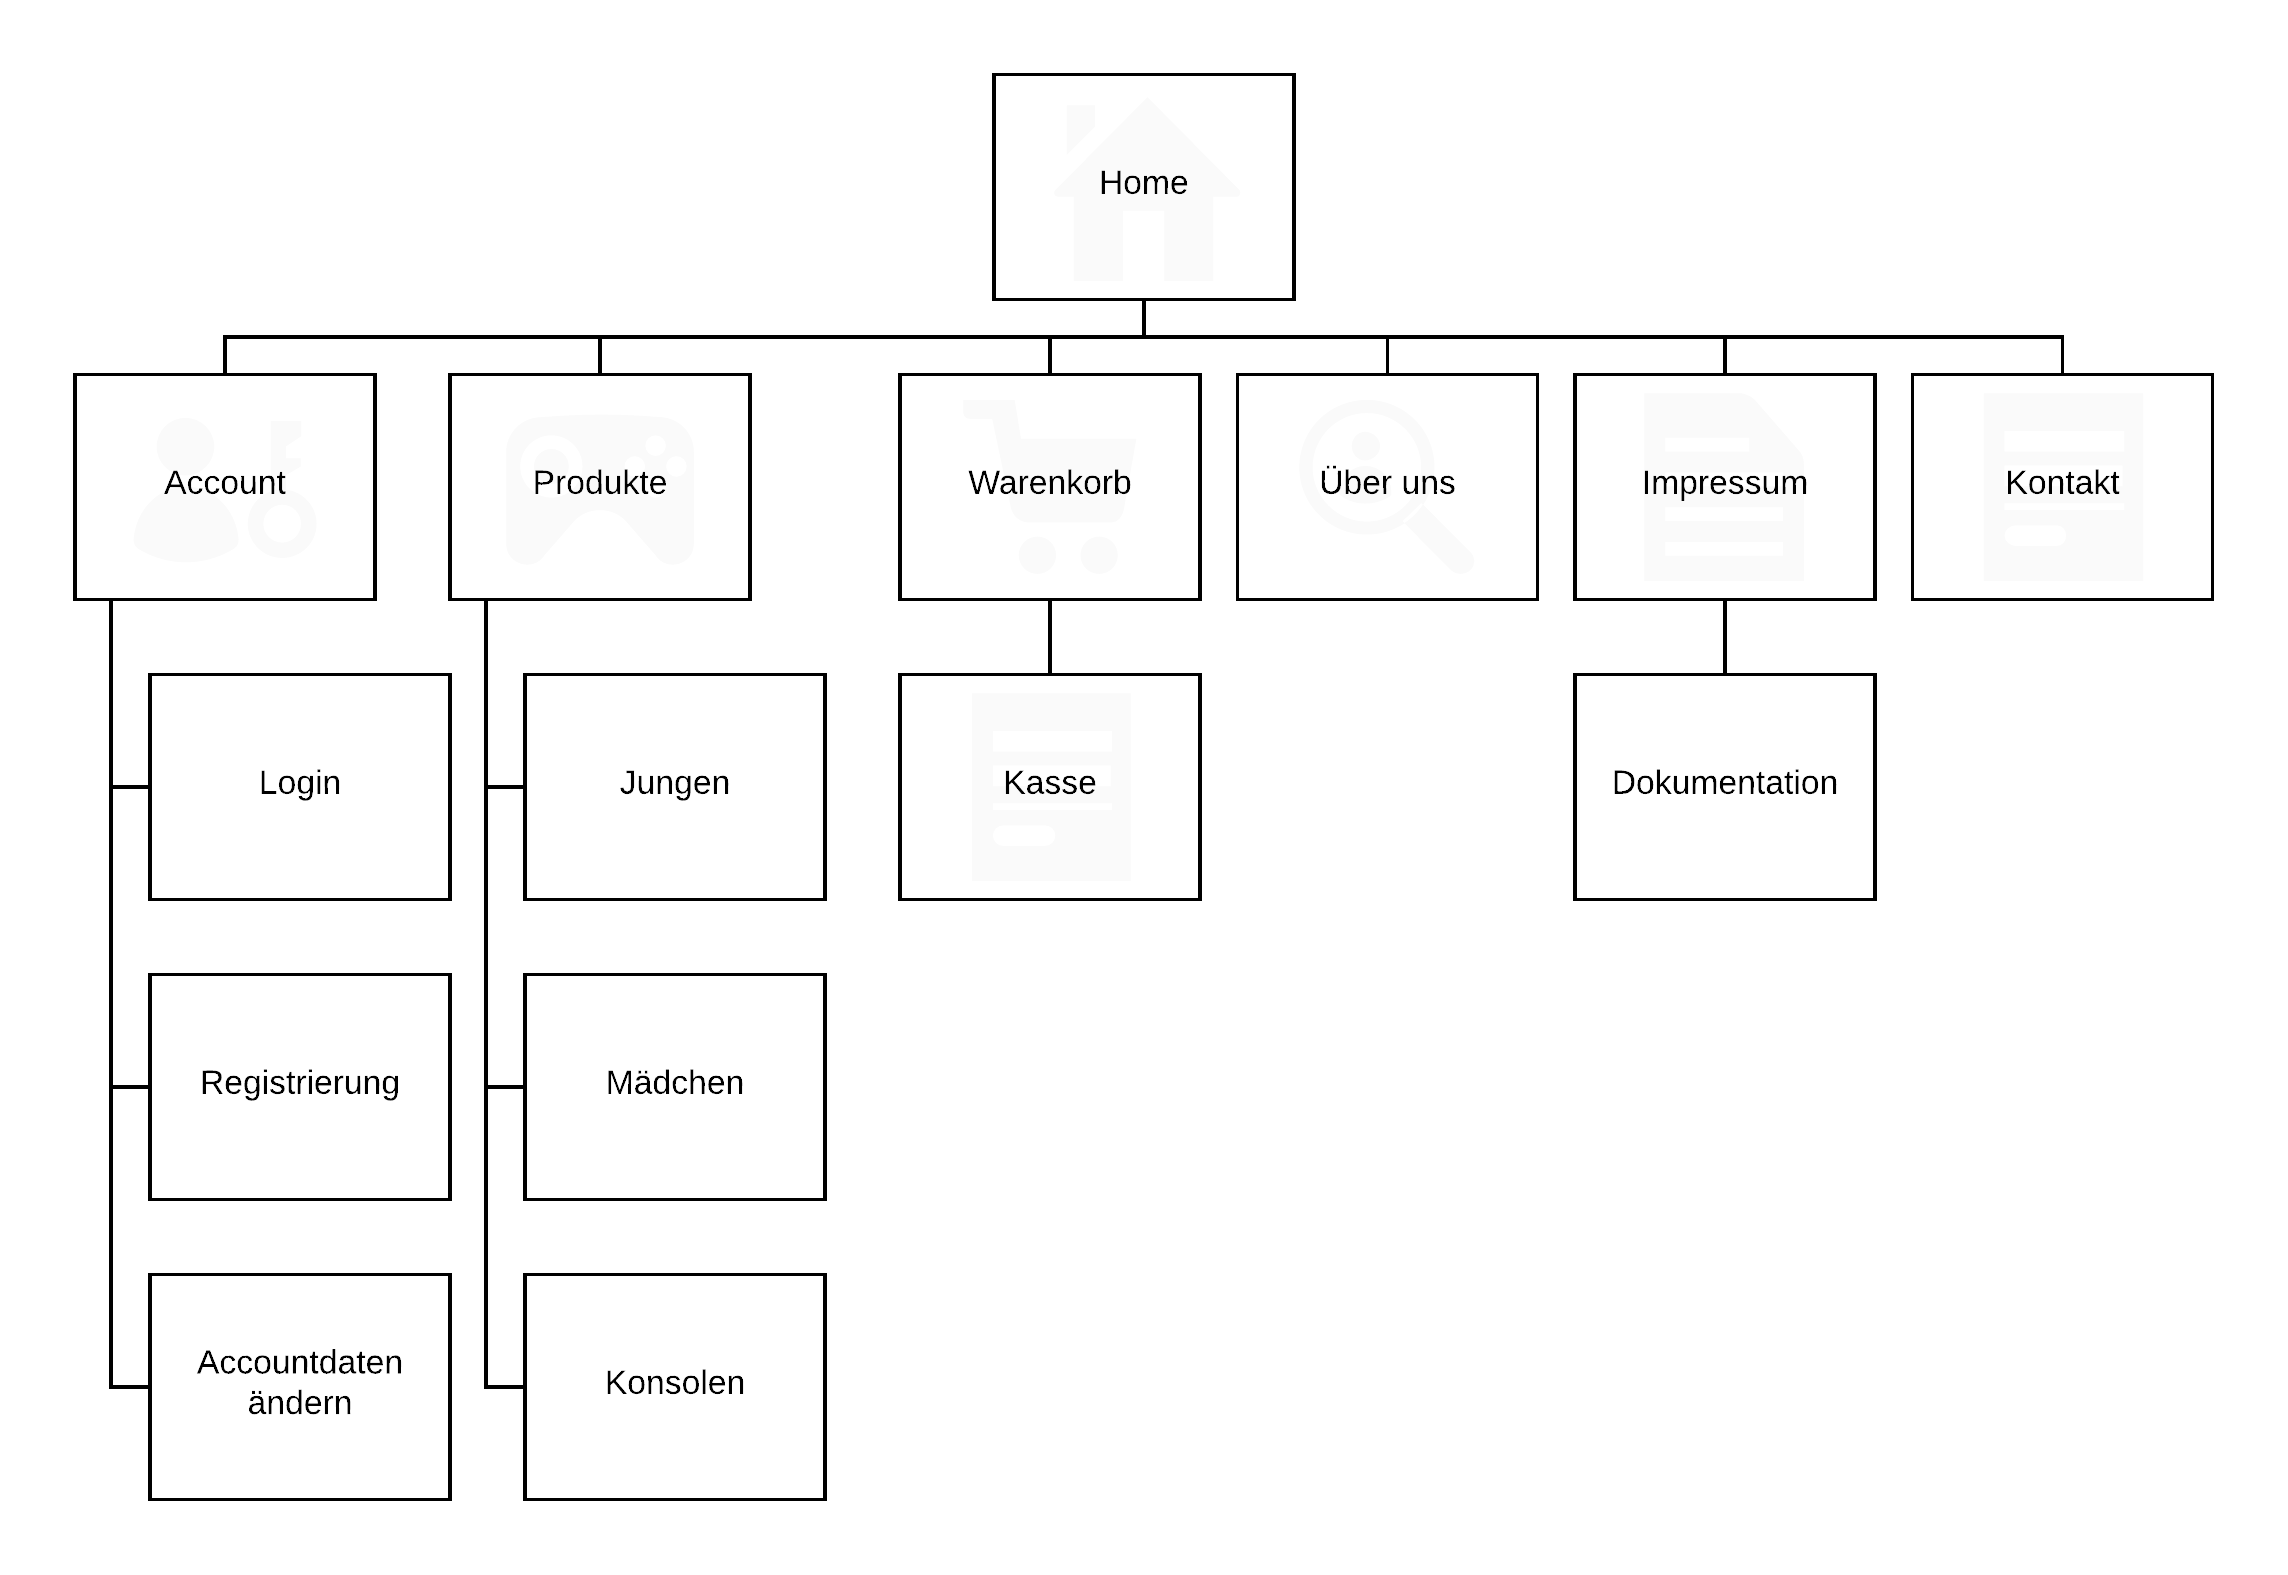 Home
Account
Produkte
Warenkorb
Über uns
Impressum
Kontakt
Login
Jungen
Kasse
Dokumentation
Registrierung
Mädchen
Accountdaten
ändern
Konsolen